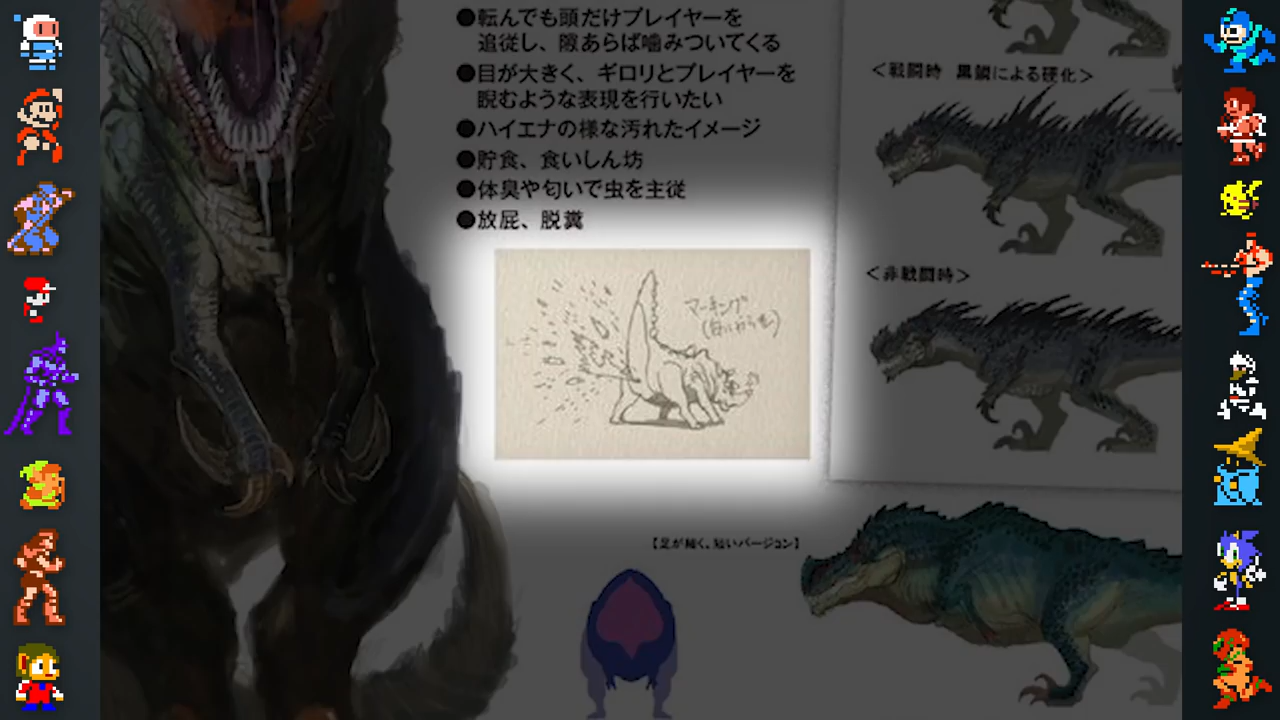 ●転んでも頭だけプレイヤーを
追従し、隙あらば噛みついてくる
●目が大きく、ギロリとプレイヤーを
睨むような表現を行いたい
●ハイエナの様な汚れたイメージ
●貯食、食いしん坊
●体臭や匂いで虫を主従
●放屁、脱糞
マーキング
<戦闘時 黒鱗による硬化>
<非戦闘時>
【足が細く、短いバージョン】